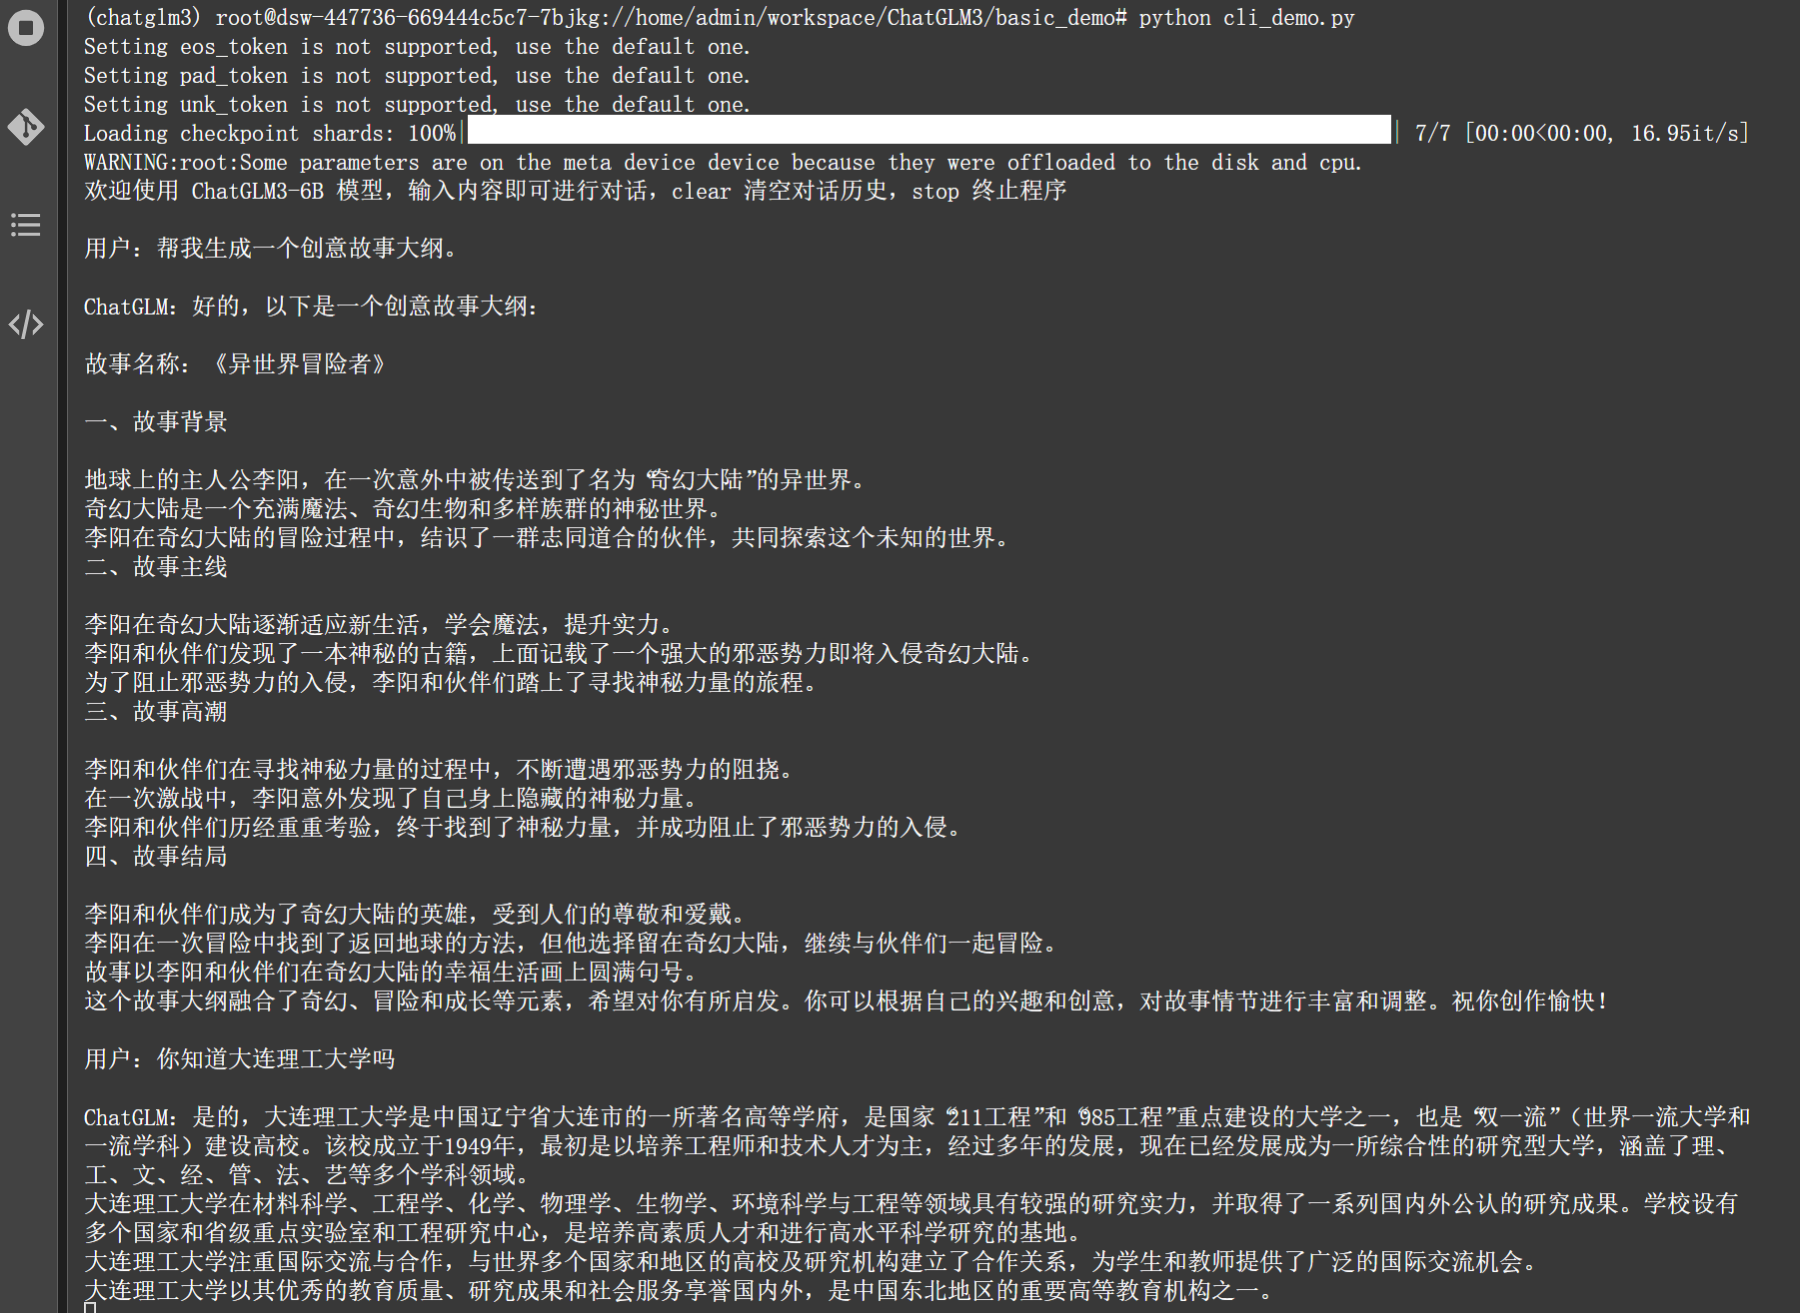 (chatglm3) root@dsw-447736-669444c5c7-7bjkg://home/admin/workspace/ChatGLM3/basic_demo# python cli_demo.py
Setting eos_token is not supported, use the default one.
Setting pad_token is not supported, use the default one.
Setting unk_token is not supported, use the default one.
Loading checkpoint shards: 100%| | 7/7 [00:00<00:00, 16.95it/s]
WARNING:root:Some parameters are on the meta device device because they were offloaded to the disk and cpu.
欢迎使用 ChatGLM3-6B 模型，输入内容即可进行对话，clear 清空对话历史，stop 终止程序
用户：帮我生成一个创意故事大纲。
ChatGLM：好的，以下是一个创意故事大纲：
故事名称：《异世界冒险者》
一、故事背景
地球上的主人公李阳，在一次意外中被传送到了名为“奇幻大陆”的异世界。
奇幻大陆是一个充满魔法、奇幻生物和多样族群的神秘世界。
李阳在奇幻大陆的冒险过程中，结识了一群志同道合的伙伴，共同探索这个未知的世界。
二、故事主线
李阳在奇幻大陆逐渐适应新生活，学会魔法，提升实力。
李阳和伙伴们发现了一本神秘的古籍，上面记载了一个强大的邪恶势力即将入侵奇幻大陆。
为了阻止邪恶势力的入侵，李阳和伙伴们踏上了寻找神秘力量的旅程。
三、故事高潮
李阳和伙伴们在寻找神秘力量的过程中，不断遭遇邪恶势力的阻挠。
在一次激战中，李阳意外发现了自己身上隐藏的神秘力量。
李阳和伙伴们历经重重考验，终于找到了神秘力量，并成功阻止了邪恶势力的入侵。
四、故事结局
李阳和伙伴们成为了奇幻大陆的英雄，受到人们的尊敬和爱戴。
李阳在一次冒险中找到了返回地球的方法，但他选择留在奇幻大陆，继续与伙伴们一起冒险。
故事以李阳和伙伴们在奇幻大陆的幸福生活画上圆满句号。
这个故事大纲融合了奇幻、冒险和成长等元素，希望对你有所启发。你可以根据自己的兴趣和创意，对故事情节进行丰富和调整。祝你创作愉快！
用户：你知道大连理工大学吗
ChatGLM：是的，大连理工大学是中国辽宁省大连市的一所著名高等学府，是国家“211工程”和“985工程”重点建设的大学之一，也是“双一流”（世界一流大学和
一流学科）建设高校。该校成立于1949年，最初是以培养工程师和技术人才为主，经过多年的发展，现在已经发展成为一所综合性的研究型大学，涵盖了理、
工、文、经、管、法、艺等多个学科领域。
大连理工大学在材料科学、工程学、化学、物理学、生物学、环境科学与工程等领域具有较强的研究实力，并取得了一系列国内外公认的研究成果。学校设有
多个国家和省级重点实验室和工程研究中心，是培养高素质人才和进行高水平科学研究的基地。
大连理工大学注重国际交流与合作，与世界多个国家和地区的高校及研究机构建立了合作关系，为学生和教师提供了广泛的国际交流机会。
大连理工大学以其优秀的教育质量、研究成果和社会服务享誉国内外，是中国东北地区的重要高等教育机构之一。